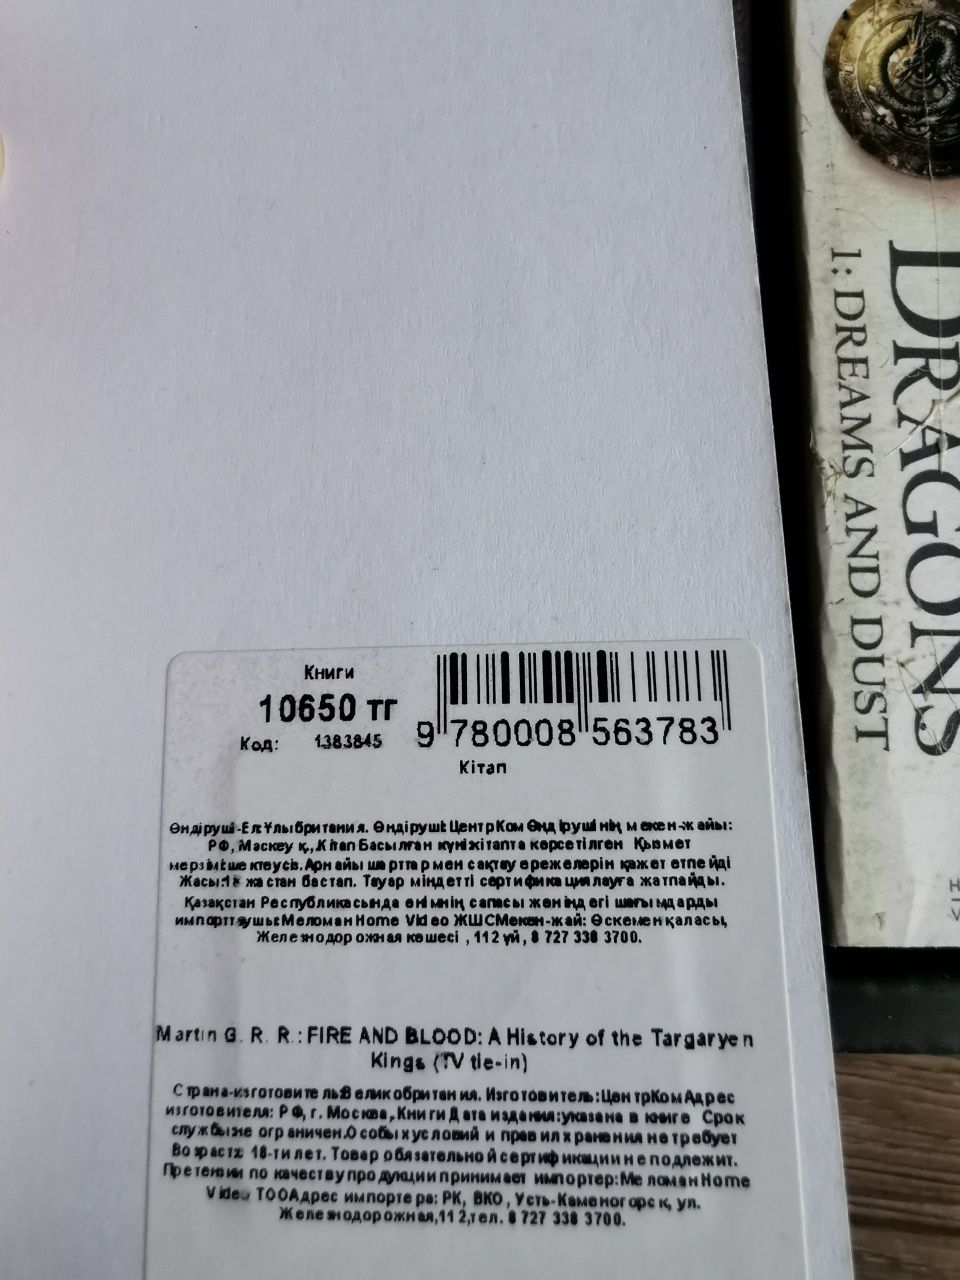 Книги
10650 тг
Код: 1383845
9 780008 563783
Кітап
Өндіруші-Ел:Ұлыбритания. Өндіруші:ЦентрКом Өндірушінің мекен-жайы:
РФ, Мәскеу қ.,Кітап Басылған күні:кітапта көрсетілген Қызмет
мерзімі:шектеусіз.Арнайы шарттар мен сақтау ережелерін қажет етпейді
Жасы:18 жастан бастап. Тауар міндетті сертификациялауға жатпайды.
Қазақстан Республикасында өнімнің сапасы жөніндегі шағымдарды
импорттаушы:Меломан Home Video ЖШСМекен-жай: Өскемен қаласы,
Железнодорожная көшесі , 112 үй, 8 727 338 3700.
Martin G. R. R.: FIRE AND BLOOD: A History of the Targaryen
Kings (TV tie-in)
Страна-изготовитель:Великобритания. Изготовитель:ЦентрКомАдрес
изготовителя: РФ, г. Москва, Книги Дата издания:указана в книге Срок
службы:не ограничен.Особых условий и правил хранения не требует
Возраст: 18-ти лет. Товар обязательной сертификации не подлежит.
Претензии по качеству продукции принимает импортер:Меломан Home
Video ТООАдрес импортера: РК, ВКО, Усть-Каменогорск, ул.
Железнодорожная,112,тел. 8 727 338 3700.
DRAGONS
1: DREAMS AND DUST